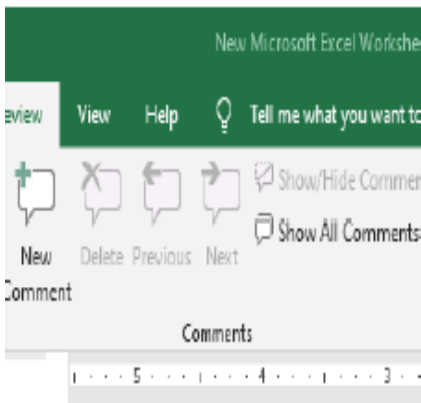 New Microsoft Excel Workshe
eview View Help Tell me what you want to
Show/Hide Commen
Show All Comments
New Comment
Delete Previous Next
Comments
5 4 3